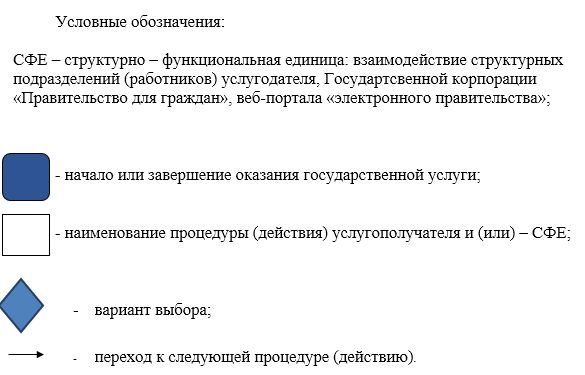 Условные обозначения:
СФЕ – структурно – функциональная единица: взаимодействие структурных
подразделений (работников) услугодателя, Государтсвенной корпорации
«Правительство для граждан», веб-портала «электронного правительства»;
- начало или завершение оказания государственной услуги;
- наименование процедуры (действия) услугополучателя и (или) – СФЕ;
- вариант выбора;
- переход к следующей процедуре (действию).